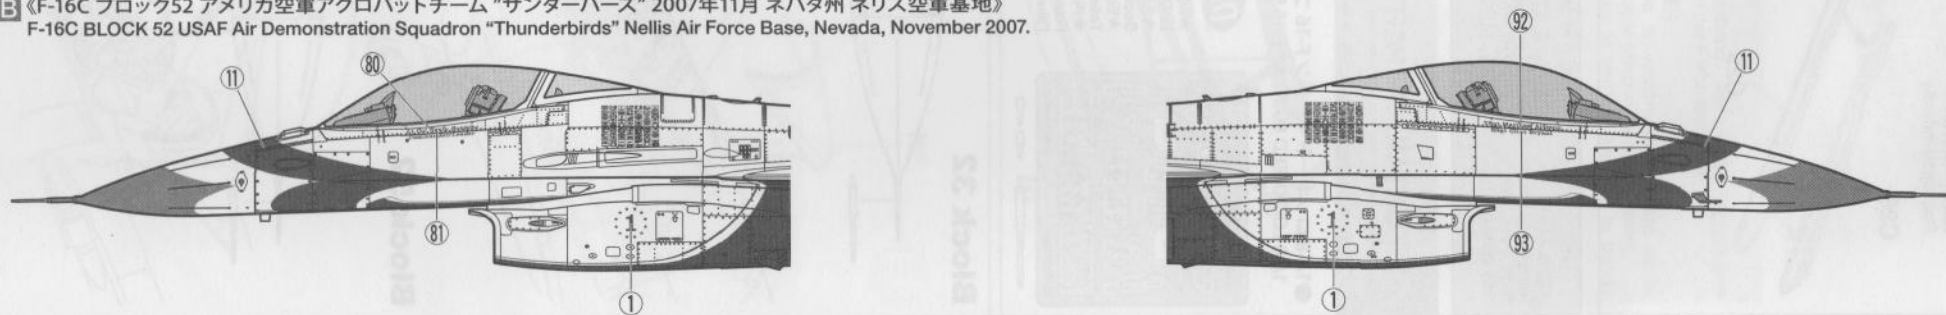 B 《F-16C ブロック52 アメリカ空軍アクロバットチーム “サンダーバーズ” 2007年11月 ネバダ州 ネリス空軍基地》
F-16C BLOCK 52 USAF Air Demonstration Squadron “Thunderbirds” Nellis Air Force Base, Nevada, November 2007.
⑪ 80 92 ⑪
1 1
81 93
① ①